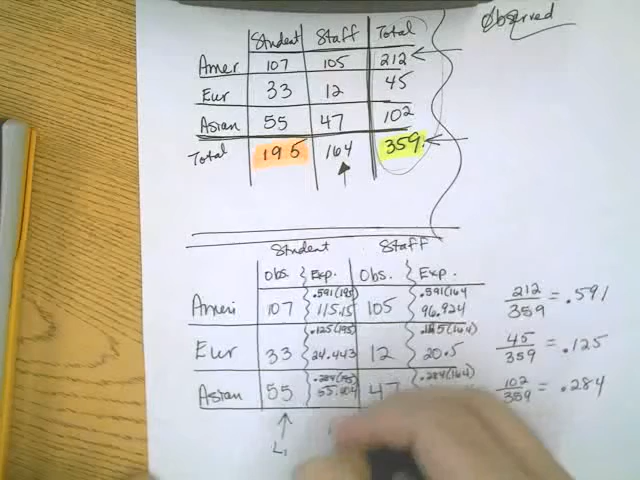 Observed
Student Staff Total
Amer 107 105 212
Eur 33 12 45
Asian 55 47 102
Total 195 164 359
Student Staff
Obs. Exp. Obs. Exp.
.591(195) .591(164
Ameri 107 115.15 105 96.924
.125(195) .125(164)
Eur 33 24.443 12 20.5
.284(195) .284(164)
Asian 55 55.404 47
212/359 = .591
45/359 = .125
102/359 = .284
L₁